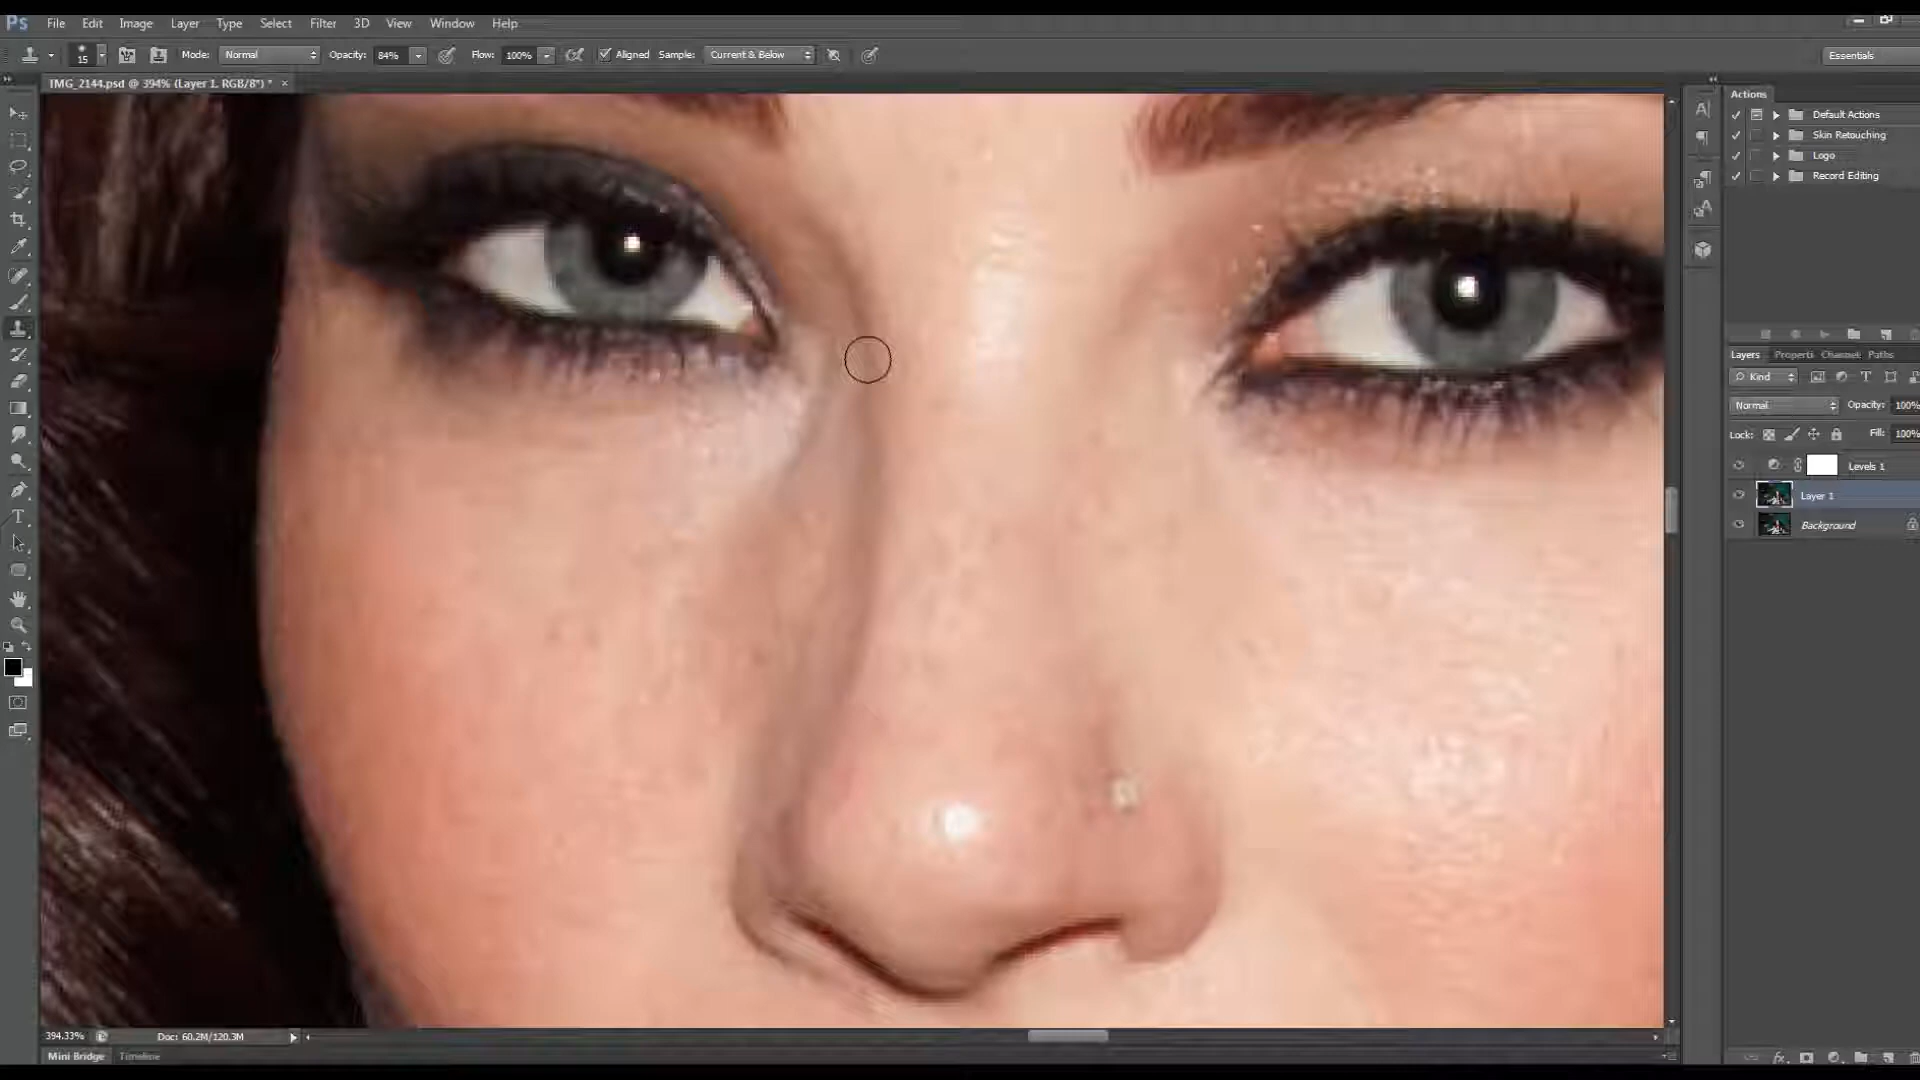 Ps File Edit Image Layer Type Select Filter 3D View Window Help
15 Mode: Normal Opacity: 84% Flow: 100% Aligned Sample: Current & Below Essentials
IMG_2144.psd @ 394% (Layer 1, RGB/8*) * ×
Actions
Default Actions
Skin Retouching
Logo
Record Editing
Layers Properti Channel Paths
Kind
Normal Opacity: 100%
Lock: Fill: 100%
Levels 1
Layer 1
Background
394.33% Doc: 60.2M/120.3M
Mini Bridge Timeline